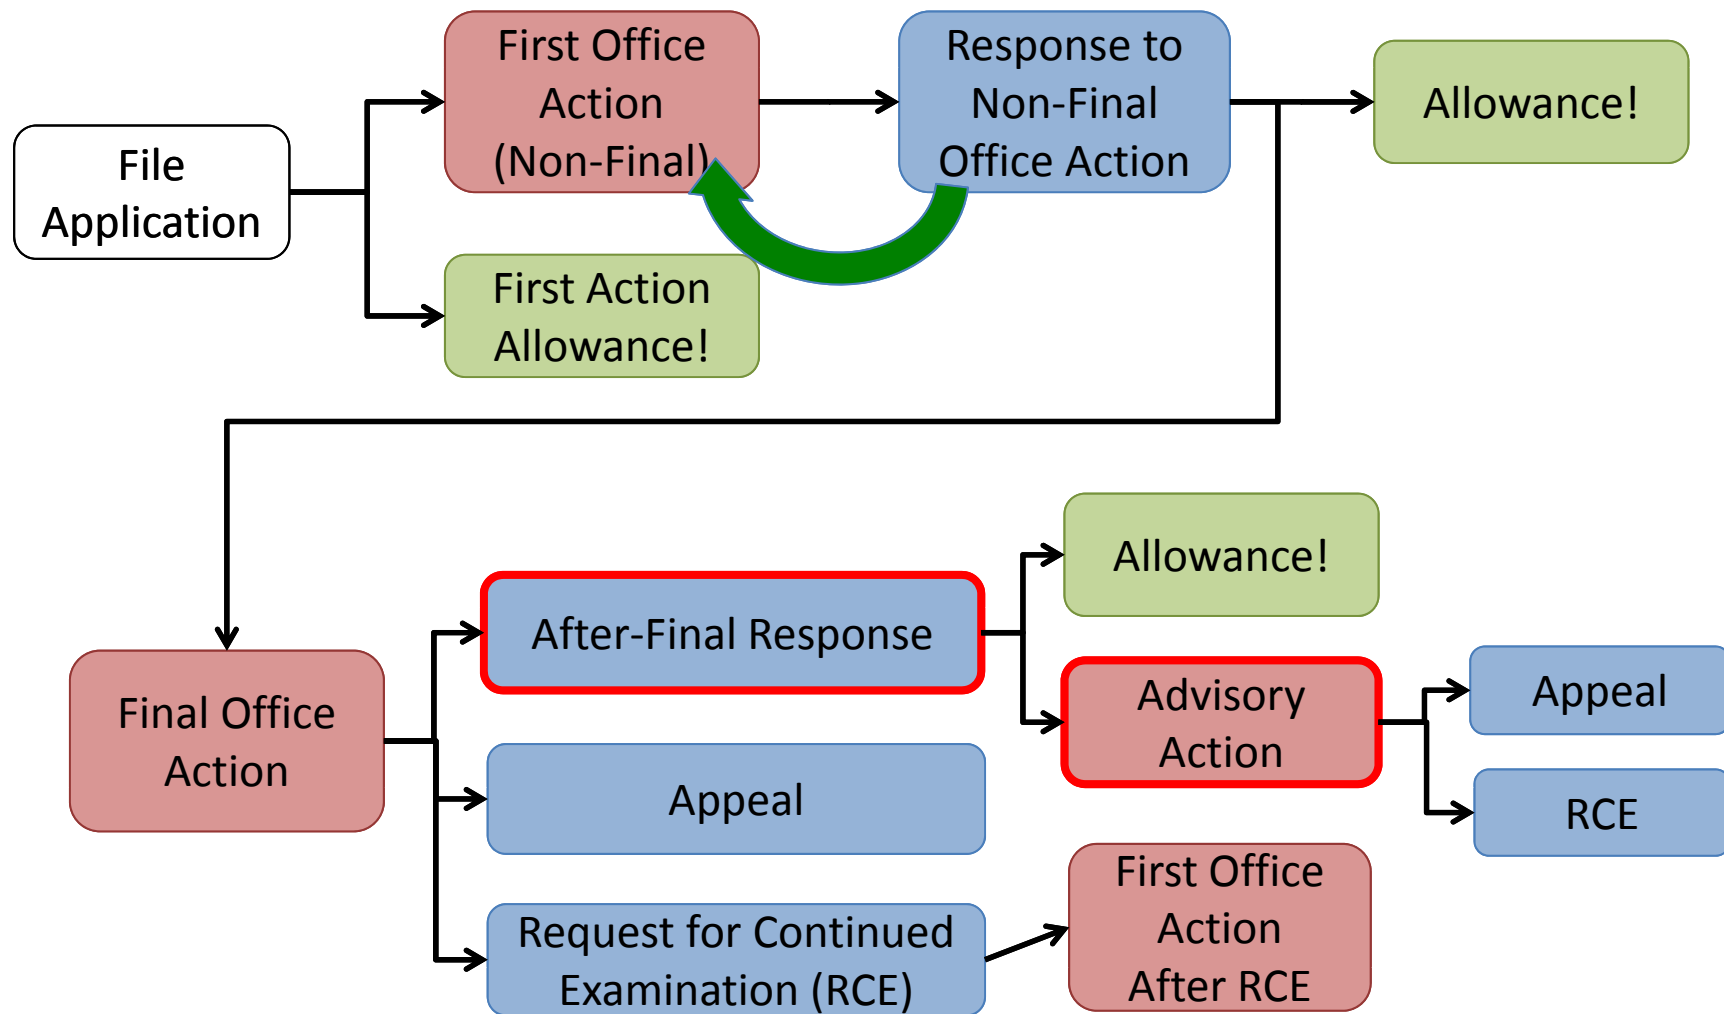 File
Application
First Office
Action
(Non-Final)
Response to
Non-Final
Office Action
Allowance!
First Action
Allowance!
Final Office
Action
After-Final Response
Appeal
Request for Continued
Examination (RCE)
Allowance!
Advisory
Action
First Office
Action
After RCE
Appeal
RCE